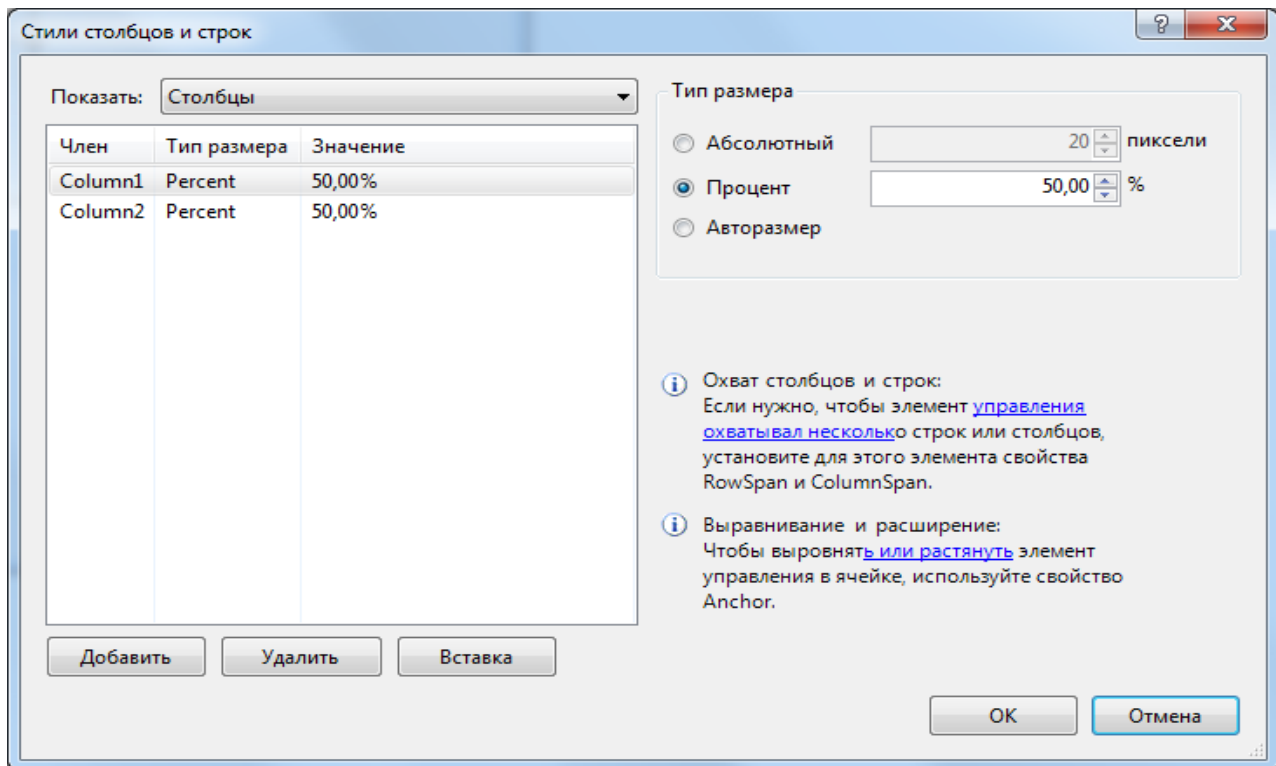 Стили столбцов и строк
Показать: Столбцы
Член Тип размера Значение
Column1 Percent 50,00%
Column2 Percent 50,00%
Добавить Удалить Вставка
Тип размера
Абсолютный 20 пиксели
Процент 50,00 %
Авторазмер
Охват столбцов и строк:
Если нужно, чтобы элемент управления
охватывал несколько строк или столбцов,
установите для этого элемента свойства
RowSpan и ColumnSpan.
Выравнивание и расширение:
Чтобы выровнять или растянуть элемент
управления в ячейке, используйте свойство
Anchor.
OK Отмена